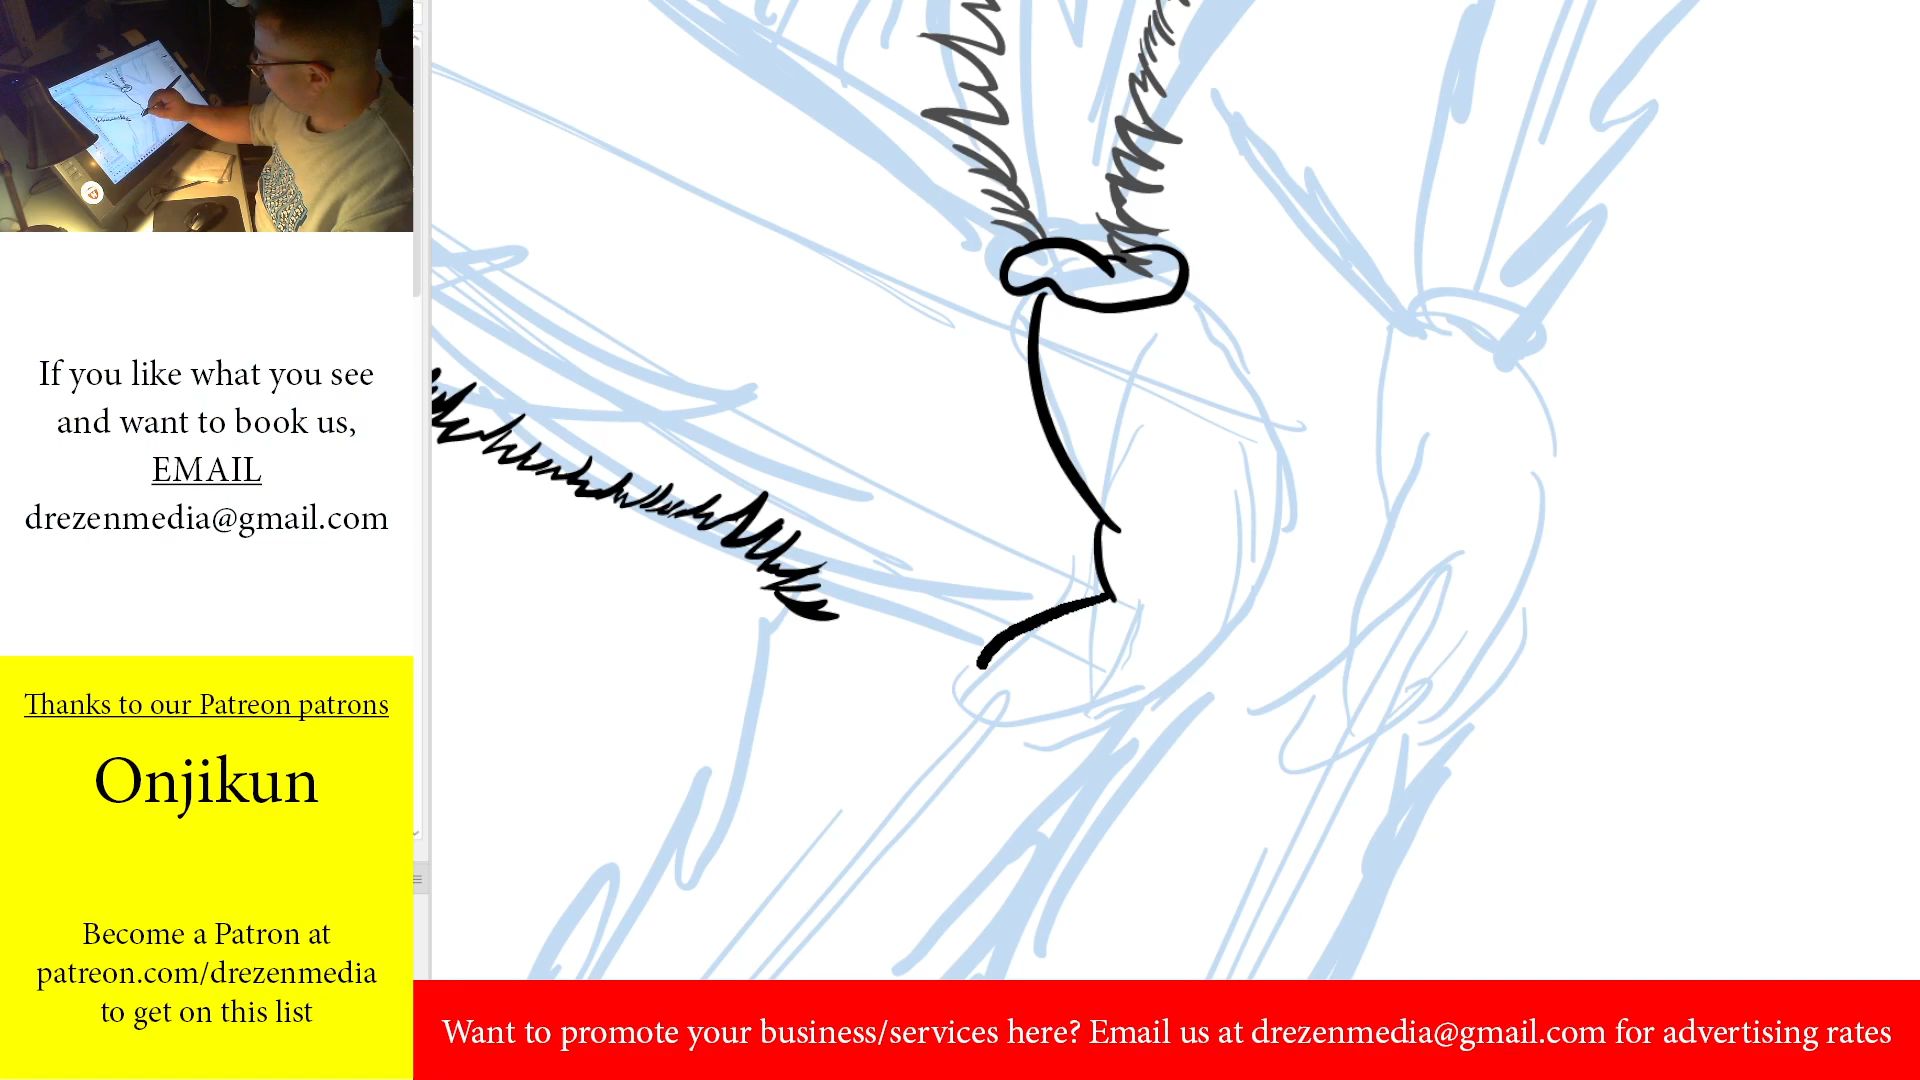 If you like what you see
and want to book us,
EMAIL
drezenmedia@gmail.com
Thanks to our Patreon patrons
Onjikun
Become a Patron at
patreon.com/drezenmedia
to get on this list
Want to promote your business/services here? Email us at drezenmedia@gmail.com for advertising rates